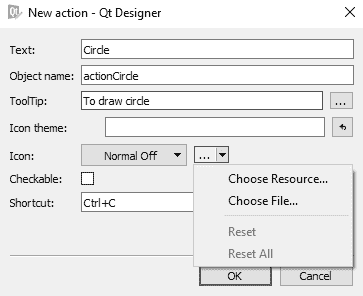 New action - Qt Designer
Text: Circle
Object name: actionCircle
ToolTip: To draw circle ...
Icon theme:
Icon: Normal Off ...
Choose Resource...
Checkable:
Choose File...
Shortcut: Ctrl+C
Reset
Reset All
OK Cancel